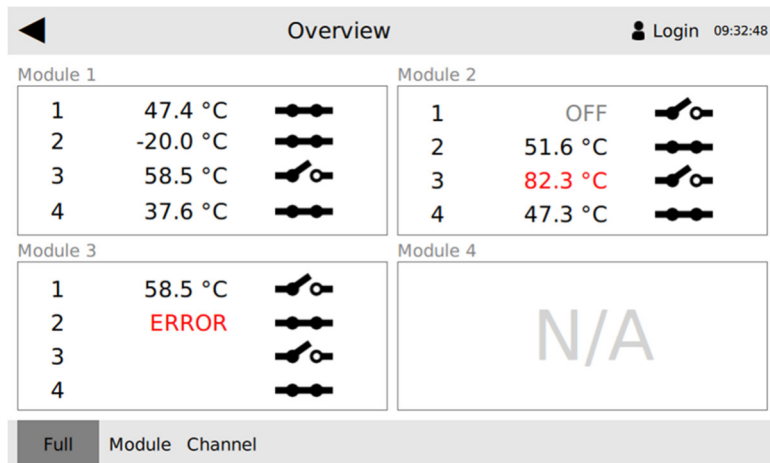 Overview Login 09:32:48
Module 1
1 47.4 °C
2 -20.0 °C
3 58.5 °C
4 37.6 °C
Module 2
1 OFF
2 51.6 °C
3 82.3 °C
4 47.3 °C
Module 3
1 58.5 °C
2 ERROR
3
4
Module 4
N/A
Full Module Channel